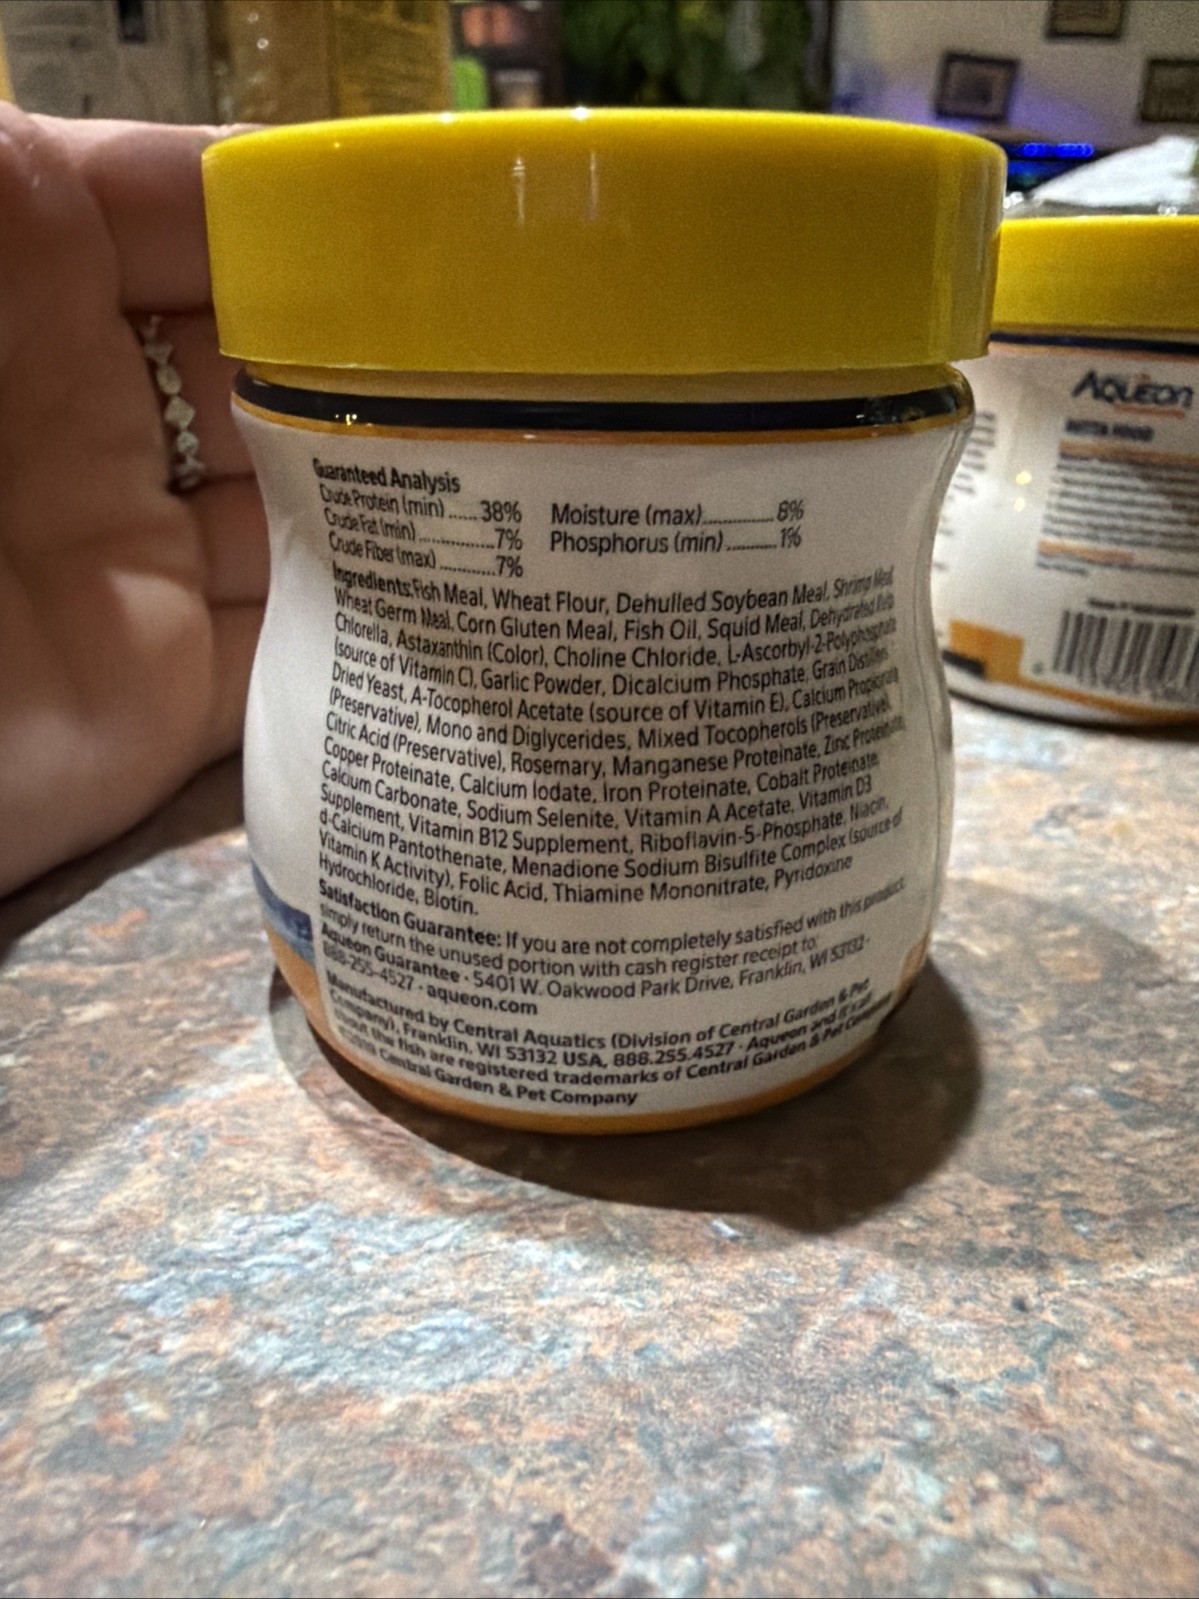 Guaranteed Analysis
Crude Protein (min) ...... 38%
Crude Fat (min) ............... 7%
Crude Fiber (max) ........... 7%
Moisture (max) .............. 8%
Phosphorus (min) .......... 1%
Ingredients: Fish Meal, Wheat Flour, Dehulled Soybean Meal, Shrimp Meal,
Wheat Germ Meal, Corn Gluten Meal, Fish Oil, Squid Meal, Dehydrated Kelp
Chlorella, Astaxanthin (Color), Choline Chloride, L-Ascorbyl-2-Polyphosphate
(source of Vitamin C), Garlic Powder, Dicalcium Phosphate, Grain Distillers
Dried Yeast, A-Tocopherol Acetate (source of Vitamin E), Calcium Propionate
(Preservative), Mono and Diglycerides, Mixed Tocopherols (Preservative),
Citric Acid (Preservative), Rosemary, Manganese Proteinate, Zinc Proteinate,
Copper Proteinate, Calcium Iodate, Iron Proteinate, Cobalt Proteinate,
Calcium Carbonate, Sodium Selenite, Vitamin A Acetate, Vitamin D3
Supplement, Vitamin B12 Supplement, Riboflavin-5-Phosphate, Niacin,
d-Calcium Pantothenate, Menadione Sodium Bisulfite Complex (source of
Vitamin K Activity), Folic Acid, Thiamine Mononitrate, Pyridoxine
Hydrochloride, Biotin.
Satisfaction Guarantee: If you are not completely satisfied with this product,
simply return the unused portion with cash register receipt to:
Aqueon Guarantee · 5401 W. Oakwood Park Drive, Franklin, WI 53132 ·
888-255-4527 · aqueon.com
Manufactured by Central Aquatics (Division of Central Garden & Pet
Company), Franklin, WI 53132 USA, 888.255.4527 · Aqueon and it's all
about the fish are registered trademarks of Central Garden & Pet Company
Central Garden & Pet Company
AQUEON
BETTA FOOD